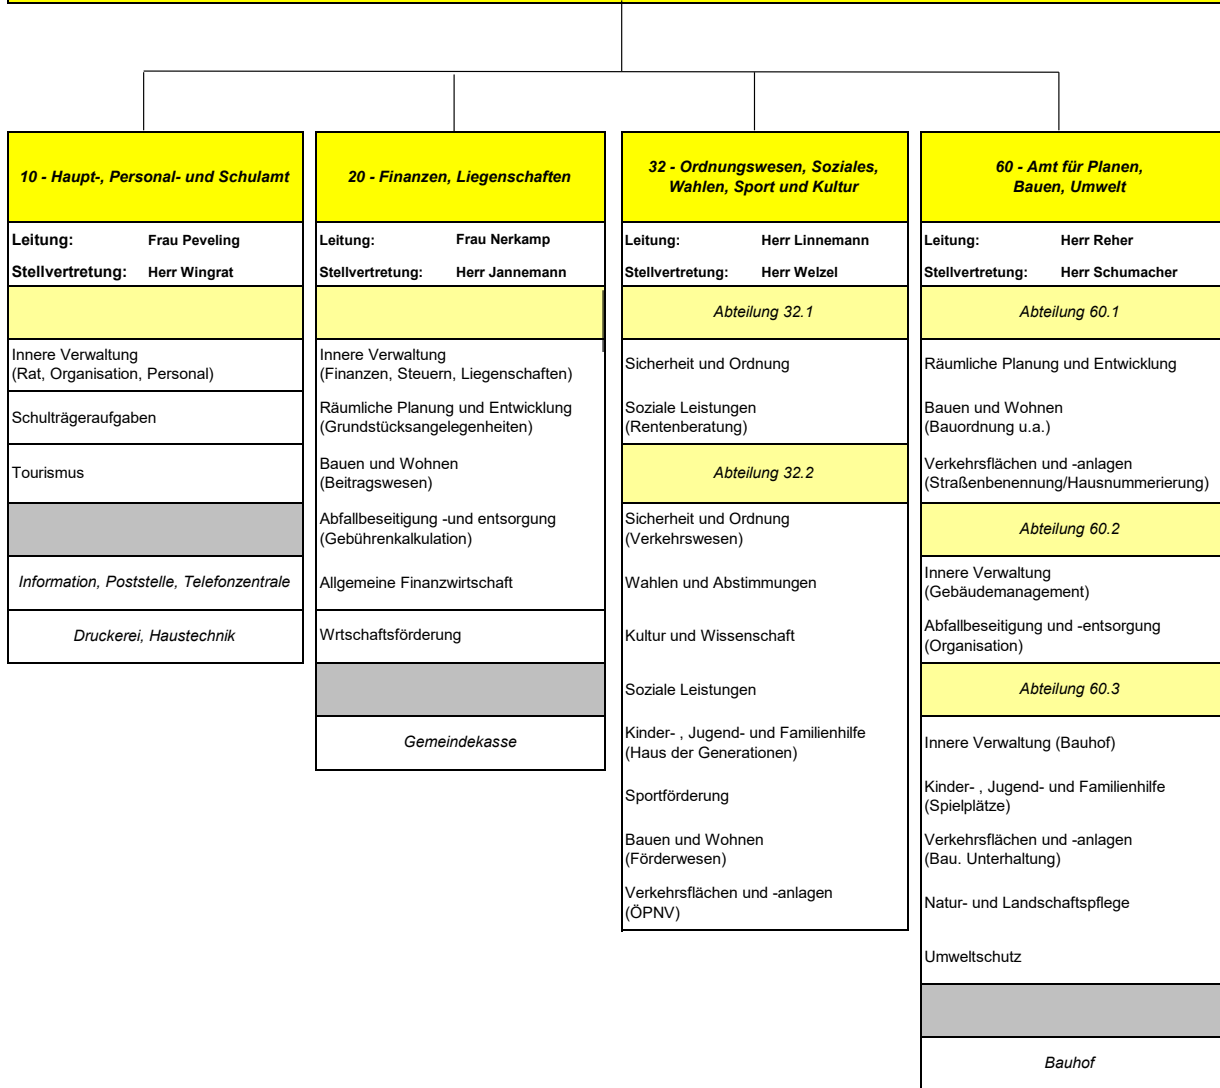 10 - Haupt-, Personal- und Schulamt
Leitung: Frau Peveling
Stellvertretung: Herr Wingrat
Innere Verwaltung
(Rat, Organisation, Personal)
Schulträgeraufgaben
Tourismus
Information, Poststelle, Telefonzentrale
Druckerei, Haustechnik
20 - Finanzen, Liegenschaften
Leitung: Frau Nerkamp
Stellvertretung: Herr Jannemann
Innere Verwaltung
(Finanzen, Steuern, Liegenschaften)
Räumliche Planung und Entwicklung
(Grundstücksangelegenheiten)
Bauen und Wohnen
(Beitragswesen)
Abfallbeseitigung -und entsorgung
(Gebührenkalkulation)
Allgemeine Finanzwirtschaft
Wrtschaftsförderung
Gemeindekasse
32 - Ordnungswesen, Soziales,
Wahlen, Sport und Kultur
Leitung: Herr Linnemann
Stellvertretung: Herr Welzel
Abteilung 32.1
Sicherheit und Ordnung
Soziale Leistungen
(Rentenberatung)
Abteilung 32.2
Sicherheit und Ordnung
(Verkehrswesen)
Wahlen und Abstimmungen
Kultur und Wissenschaft
Soziale Leistungen
Kinder- , Jugend- und Familienhilfe
(Haus der Generationen)
Sportförderung
Bauen und Wohnen
(Förderwesen)
Verkehrsflächen und -anlagen
(ÖPNV)
60 - Amt für Planen,
Bauen, Umwelt
Leitung: Herr Reher
Stellvertretung: Herr Schumacher
Abteilung 60.1
Räumliche Planung und Entwicklung
Bauen und Wohnen
(Bauordnung u.a.)
Verkehrsflächen und -anlagen
(Straßenbenennung/Hausnummerierung)
Abteilung 60.2
Innere Verwaltung
(Gebäudemanagement)
Abfallbeseitigung und -entsorgung
(Organisation)
Abteilung 60.3
Innere Verwaltung (Bauhof)
Kinder- , Jugend- und Familienhilfe
(Spielplätze)
Verkehrsflächen und -anlagen
(Bau. Unterhaltung)
Natur- und Landschaftspflege
Umweltschutz
Bauhof